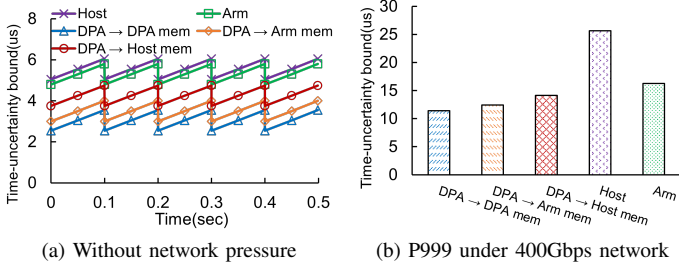 Time-uncertainty bound(us)
8
6
4
2
0
Host
Arm
DPA → DPA mem
DPA → Arm mem
DPA → Host mem
0
0.1
0.2
0.3
0.4
0.5
Time(sec)
(a) Without network pressure
Time-uncertainty bound(us)
30
25
20
15
10
5
0
DPA → DPA mem
DPA → Arm mem
DPA → Host mem
Host
Arm
(b) P999 under 400Gbps network